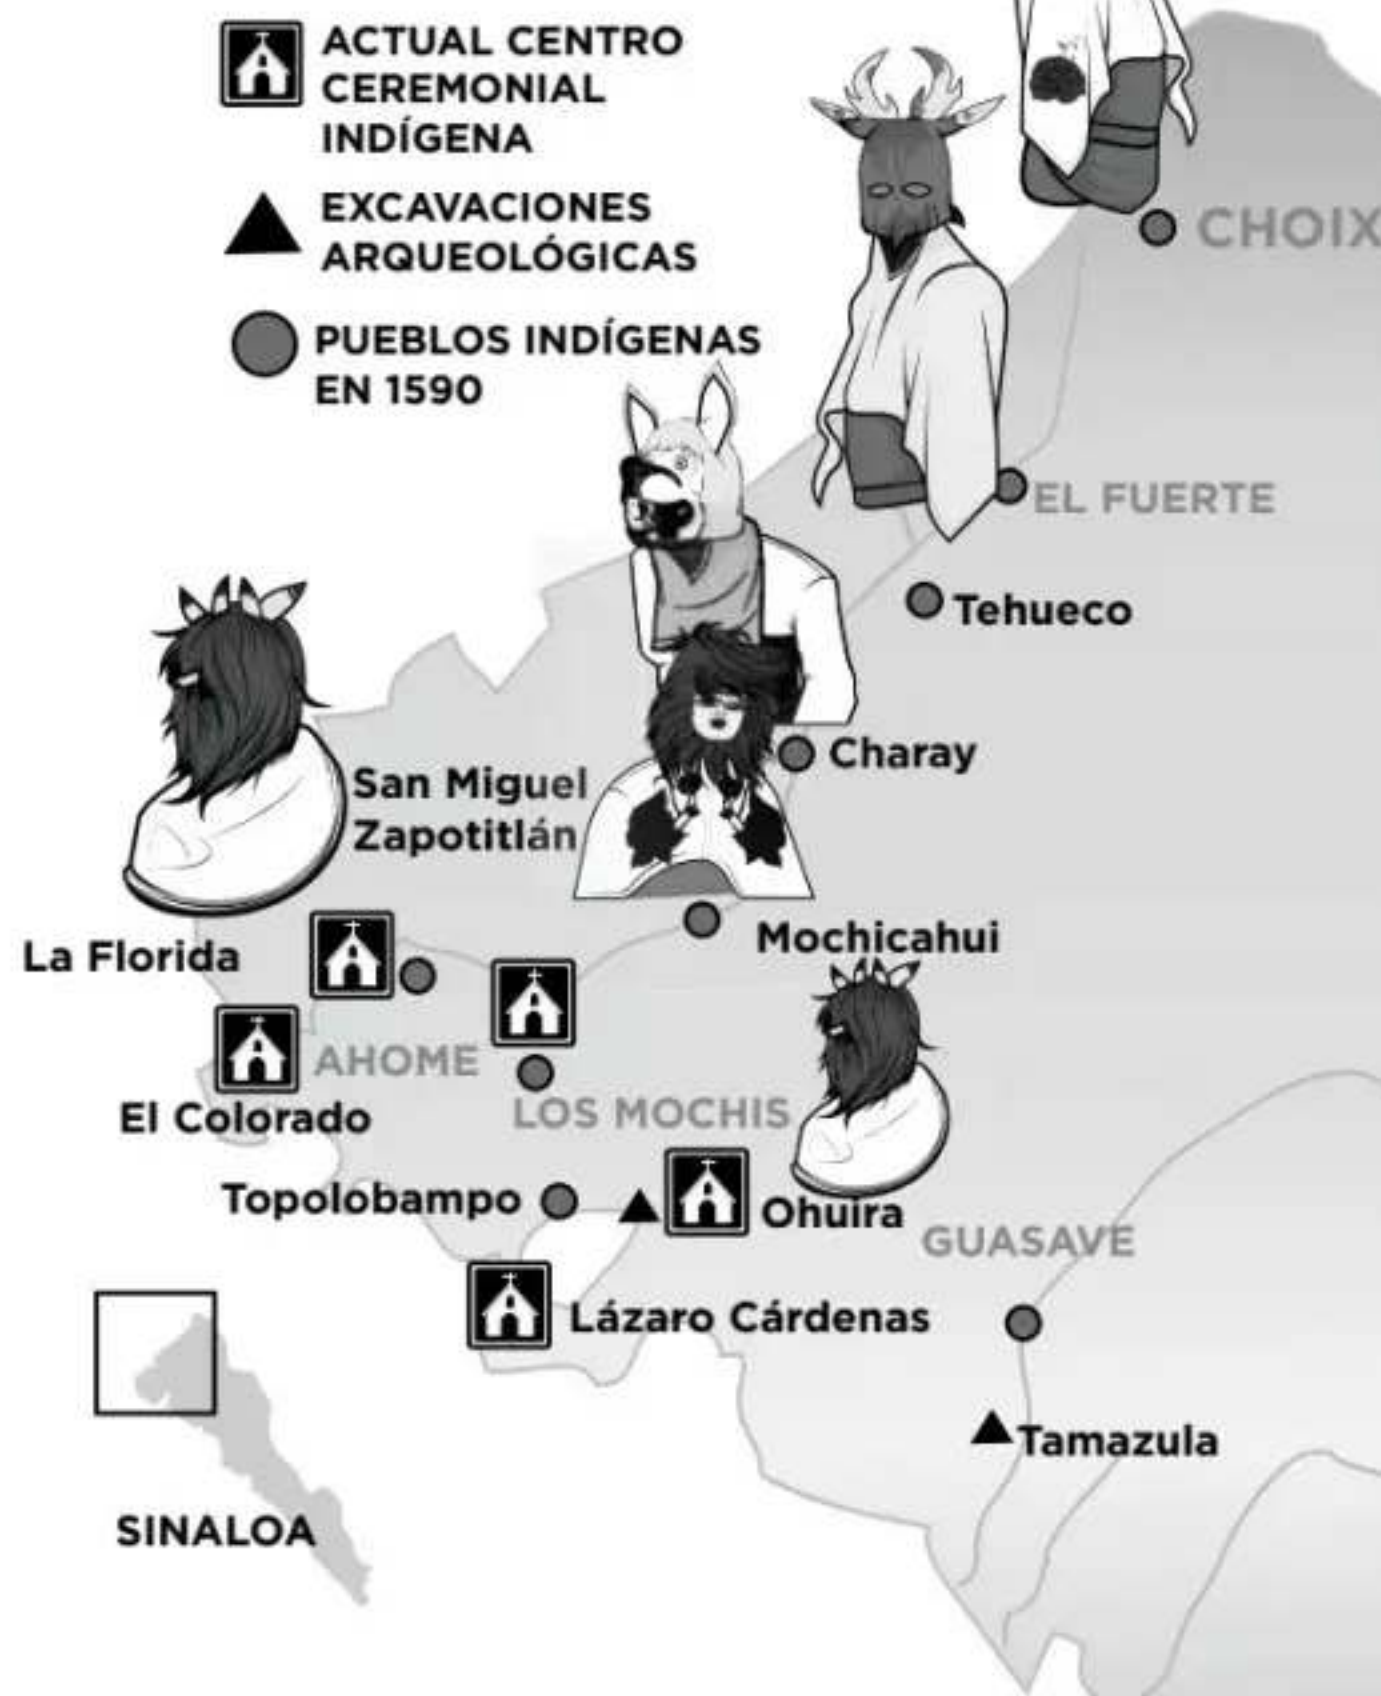 ACTUAL CENTRO
CEREMONIAL
INDÍGENA
EXCAVACIONES
ARQUEOLÓGICAS
PUEBLOS INDÍGENAS
EN 1590
CHOIX
EL FUERTE
Tehueco
Charay
San Miguel
Zapotitlán
Mochicahui
La Florida
AHOME
El Colorado
LOS MOCHIS
Topolobampo
Ohuira
GUASAVE
Lázaro Cárdenas
Tamazula
SINALOA